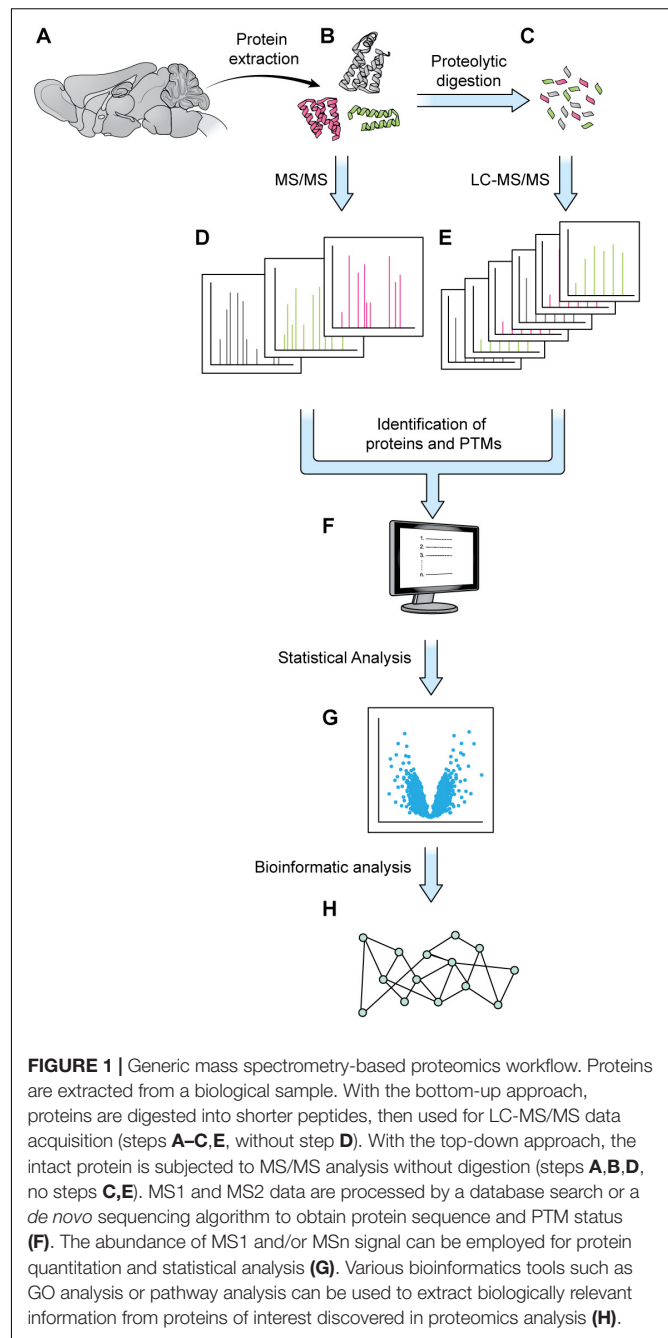 A
Protein
extraction
B
Proteolytic
digestion
C
MS/MS
LC-MS/MS
D
E
Identification of
proteins and PTMs
F
1.
2.
3.
n.
Statistical Analysis
G
Bioinformatic analysis
H
FIGURE 1 | Generic mass spectrometry-based proteomics workflow. Proteins
are extracted from a biological sample. With the bottom-up approach,
proteins are digested into shorter peptides, then used for LC-MS/MS data
acquisition (steps A–C,E, without step D). With the top-down approach, the
intact protein is subjected to MS/MS analysis without digestion (steps A,B,D,
no steps C,E). MS1 and MS2 data are processed by a database search or a
de novo sequencing algorithm to obtain protein sequence and PTM status
(F). The abundance of MS1 and/or MSn signal can be employed for protein
quantitation and statistical analysis (G). Various bioinformatics tools such as
GO analysis or pathway analysis can be used to extract biologically relevant
information from proteins of interest discovered in proteomics analysis (H).